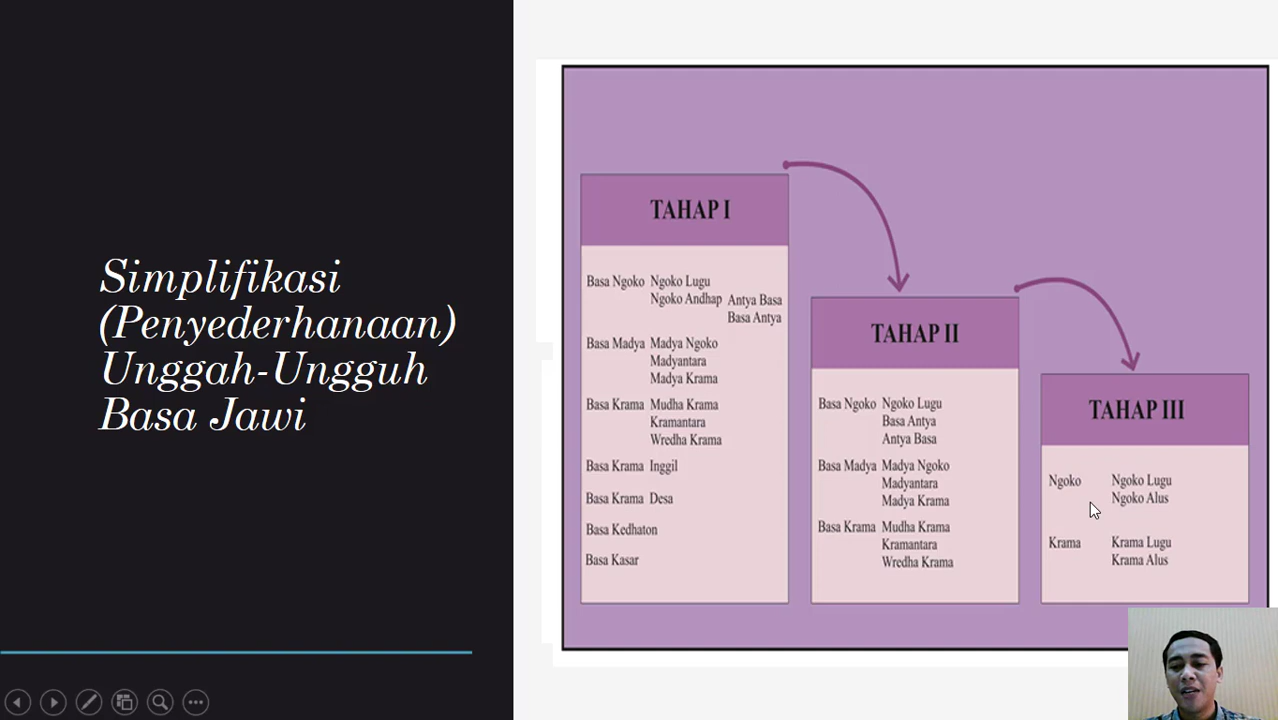 Simplifikasi
(Penyederhanaan)
Unggah-Ungguh
Basa Jawi
TAHAP I
Basa Ngoko Ngoko Lugu
Ngoko Andhap Antya Basa
Basa Antya
Basa Madya Madya Ngoko
Madyantara
Madya Krama
Basa Krama Mudha Krama
Kramantara
Wredha Krama
Basa Krama Inggil
Basa Krama Desa
Basa Kedhaton
Basa Kasar
TAHAP II
Basa Ngoko Ngoko Lugu
Basa Antya
Antya Basa
Basa Madya Madya Ngoko
Madyantara
Madya Krama
Basa Krama Mudha Krama
Kramantara
Wredha Krama
TAHAP III
Ngoko Ngoko Lugu
Ngoko Alus
Krama Krama Lugu
Krama Alus